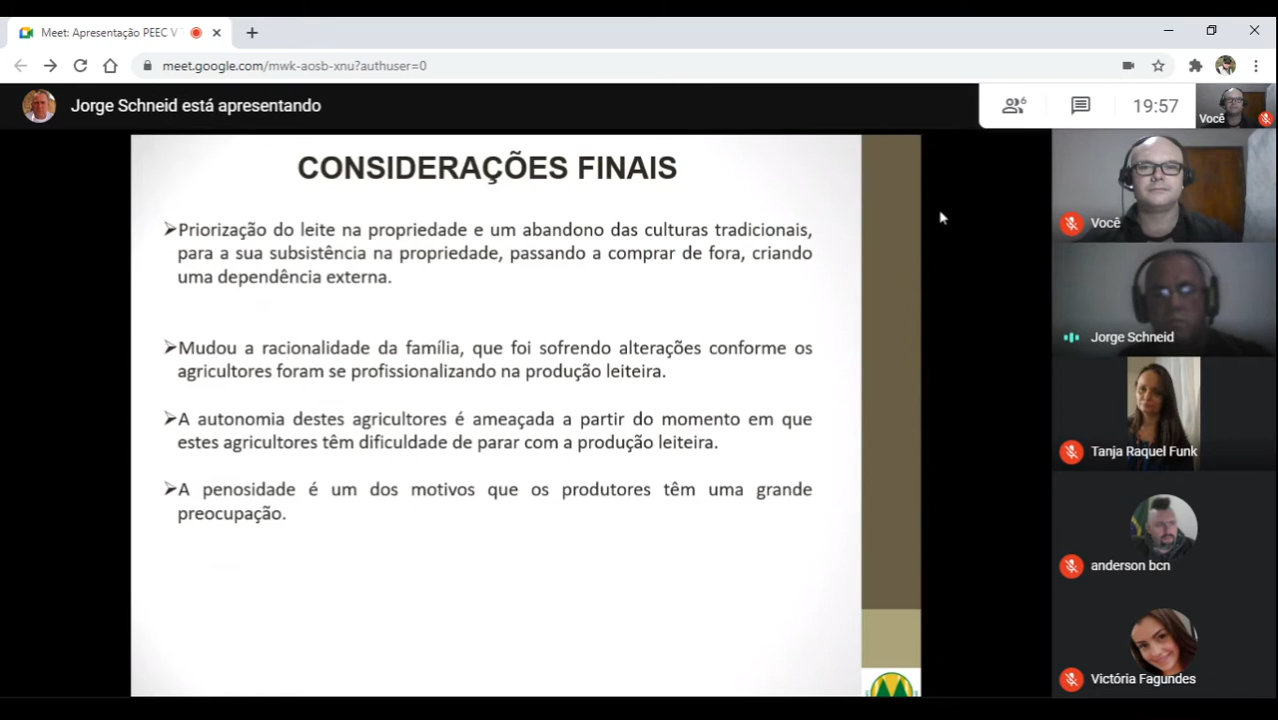 Meet: Apresentação PEEC V
meet.google.com/mwk-aosb-xnu?authuser=0
Jorge Schneid está apresentando
6
19:57
Você
CONSIDERAÇÕES FINAIS
➢Priorização do leite na propriedade e um abandono das culturas tradicionais,
para a sua subsistência na propriedade, passando a comprar de fora, criando
uma dependência externa.
➢Mudou a racionalidade da família, que foi sofrendo alterações conforme os
agricultores foram se profissionalizando na produção leiteira.
➢A autonomia destes agricultores é ameaçada a partir do momento em que
estes agricultores têm dificuldade de parar com a produção leiteira.
➢A penosidade é um dos motivos que os produtores têm uma grande
preocupação.
Você
Jorge Schneid
Tanja Raquel Funk
anderson bcn
Victória Fagundes